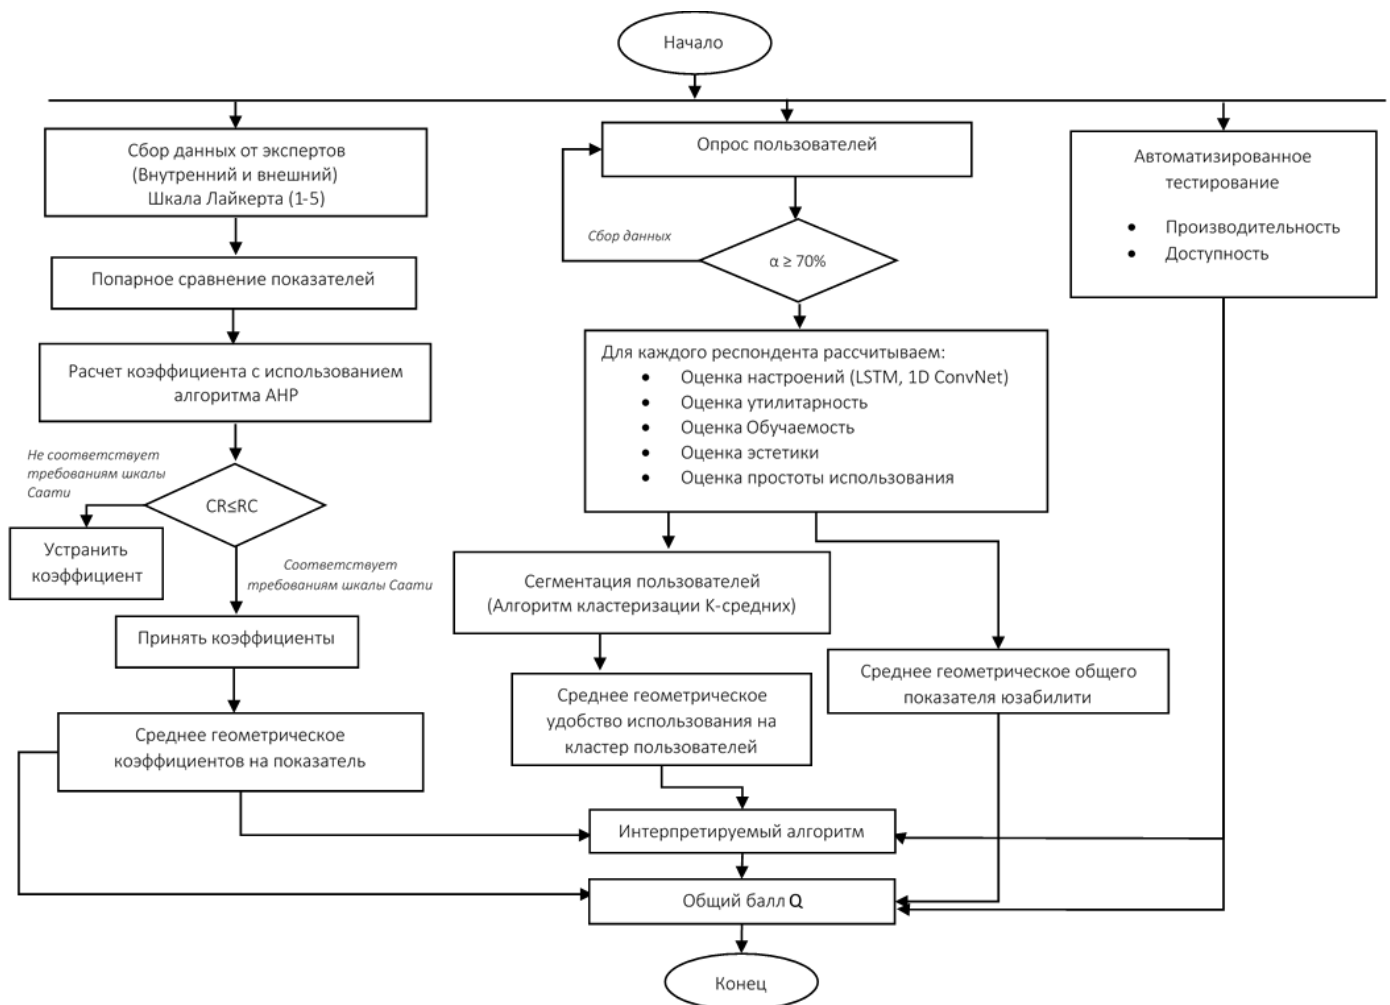 Начало
Сбор данных от экспертов
(Внутренний и внешний)
Шкала Лайкерта (1-5)
Попарное сравнение показателей
Расчет коэффициента с использованием
алгоритма АНР
Не соответствует
требованиям шкалы
Саати
CR≤RC
Устранить
коэффициент
Соответствует
требованиям шкалы Саати
Принять коэффициенты
Среднее геометрическое
коэффициентов на показатель
Опрос пользователей
Сбор данных
α ≥ 70%
Для каждого респондента рассчитываем:
• Оценка настроений (LSTM, 1D ConvNet)
• Оценка утилитарность
• Оценка Обучаемость
• Оценка эстетики
• Оценка простоты использования
Сегментация пользователей
(Алгоритм кластеризации K-средних)
Среднее геометрическое
удобство использования на
кластер пользователей
Среднее геометрическое общего
показателя юзабилити
Автоматизированное
тестирование
• Производительность
• Доступность
Интерпретируемый алгоритм
Общий балл Q
Конец